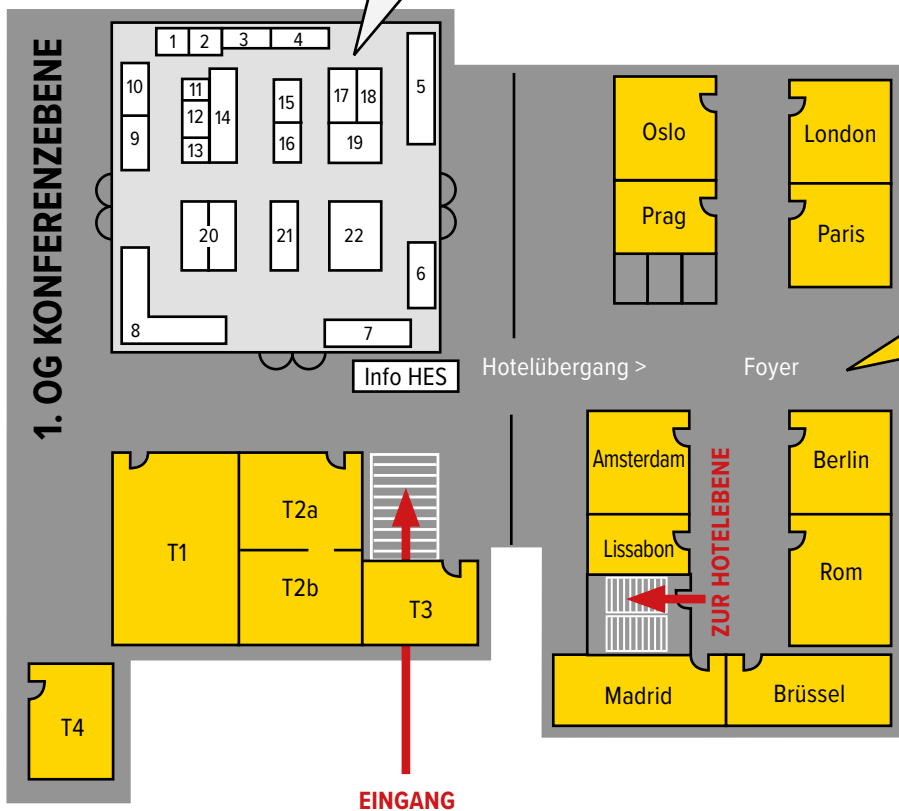 1. OG KONFERENZEBENE
1
2
3
4
5
10
9
11
12
13
14
15
16
17
18
19
20
21
22
6
7
8
Info HES
Oslo
London
Prag
Paris
Hotelübergang >
Foyer
Amsterdam
Berlin
Lissabon
Rom
ZUR HOTELEBENE
Madrid
Brüssel
T1
T2a
T2b
T3
T4
EINGANG